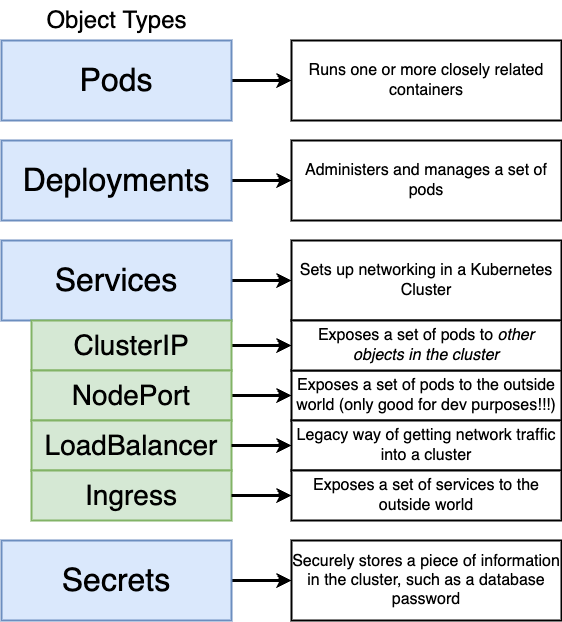 Object Types
Pods
Runs one or more closely related
containers
Deployments
Administers and manages a set of
pods
Services
Sets up networking in a Kubernetes
Cluster
ClusterIP
Exposes a set of pods to other
objects in the cluster
NodePort
Exposes a set of pods to the outside
world (only good for dev purposes!!!)
LoadBalancer
Legacy way of getting network traffic
into a cluster
Ingress
Exposes a set of services to the
outside world
Secrets
Securely stores a piece of information
in the cluster, such as a database
password